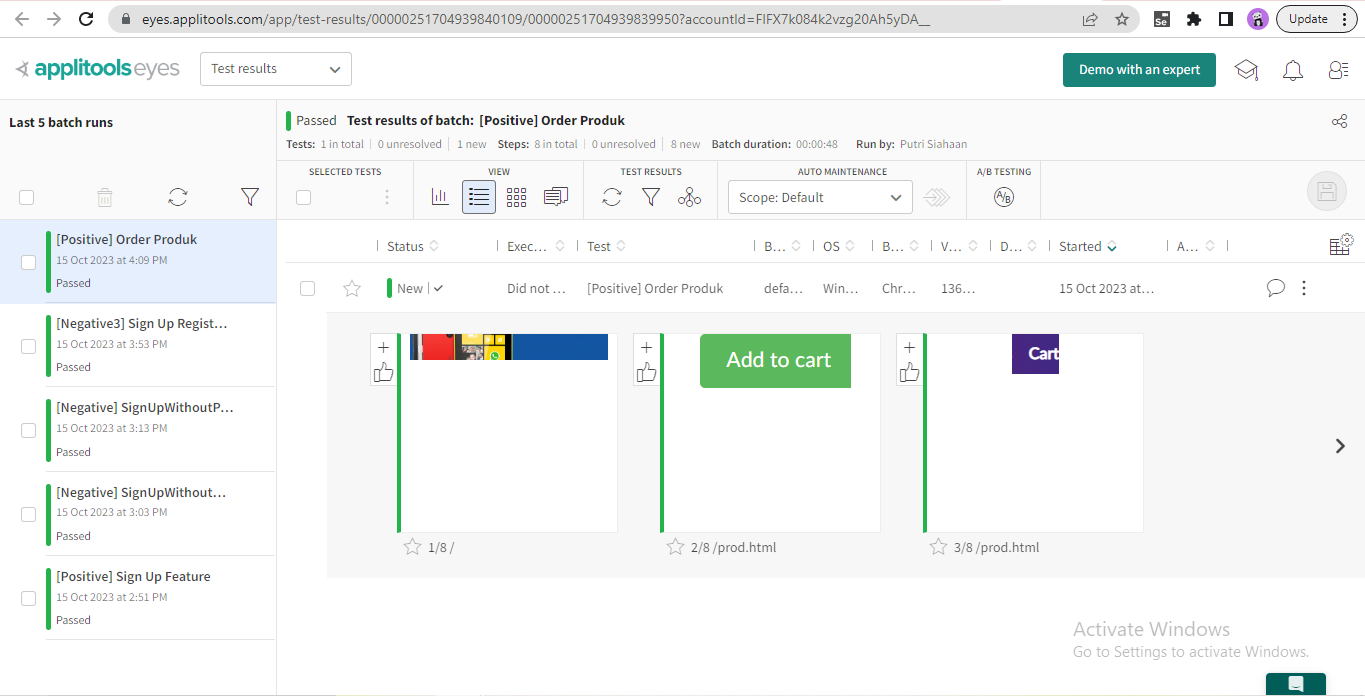 eyes.applitools.com/app/test-results/00000251704939840109/00000251704939839950?accountId=FIFX7k084k2vzg20Ah5yDA__
Se
Update
applitools eyes
Test results
Demo with an expert
Last 5 batch runs
Passed Test results of batch: [Positive] Order Produk
Tests: 1 in total | 0 unresolved | 1 new Steps: 8 in total | 0 unresolved | 8 new Batch duration: 00:00:48 Run by: Putri Siahaan
SELECTED TESTS
VIEW
TEST RESULTS
AUTO MAINTENANCE
Scope: Default
A/B TESTING
A/B
[Positive] Order Produk
15 Oct 2023 at 4:09 PM
Passed
[Negative3] Sign Up Regist...
15 Oct 2023 at 3:53 PM
Passed
[Negative] SignUpWithoutP...
15 Oct 2023 at 3:13 PM
Passed
[Negative] SignUpWithout...
15 Oct 2023 at 3:03 PM
Passed
[Positive] Sign Up Feature
15 Oct 2023 at 2:51 PM
Passed
Status Exec... Test B... OS B... V... D... Started A...
New Did not ... [Positive] Order Produk defa... Win... Chr... 136... 15 Oct 2023 at...
Add to cart
Cart
1/8 /
2/8 /prod.html
3/8 /prod.html
Activate Windows
Go to Settings to activate Windows.